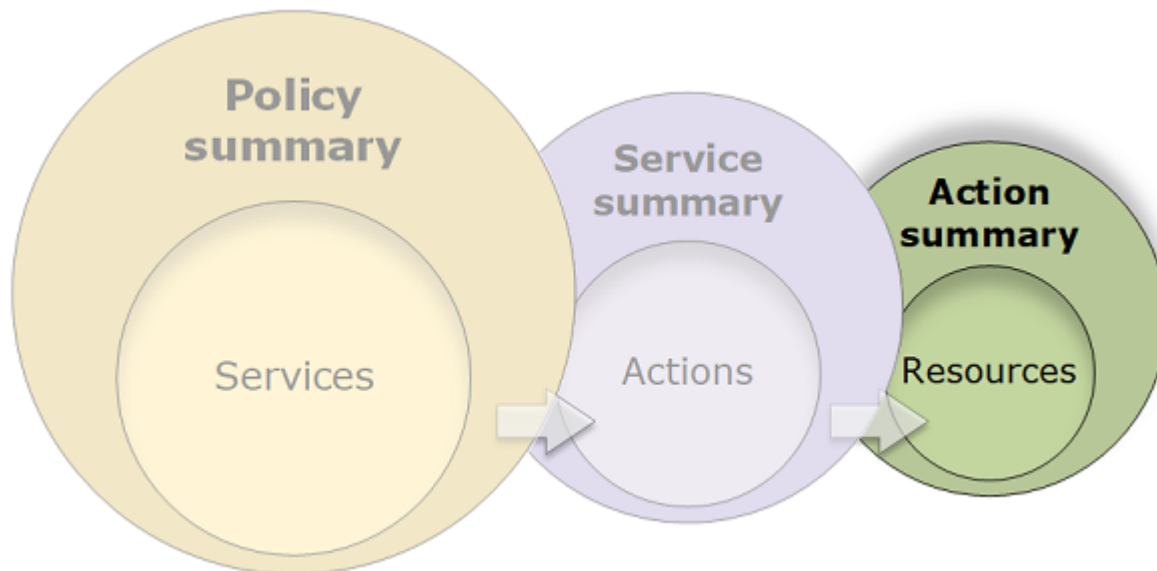 Policy
summary
Services
Service
summary
Actions
Action
summary
Resources